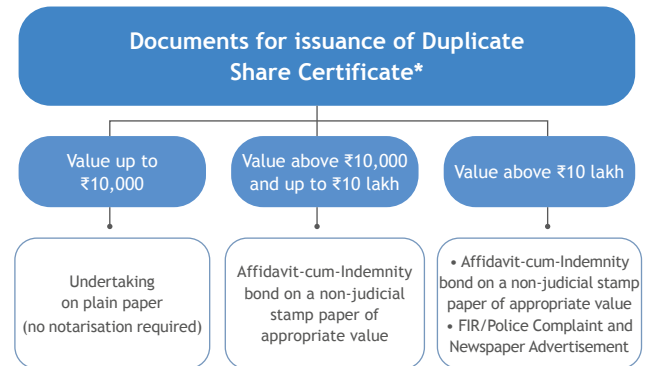 Documents for issuance of Duplicate
Share Certificate*
Value up to
₹10,000
Value above ₹10,000
and up to ₹10 lakh
Value above ₹10 lakh
Undertaking
on plain paper
(no notarisation required)
Affidavit-cum-Indemnity
bond on a non-judicial
stamp paper of
appropriate value
• Affidavit-cum-Indemnity
bond on a non-judicial stamp
paper of appropriate value
• FIR/Police Complaint and
Newspaper Advertisement